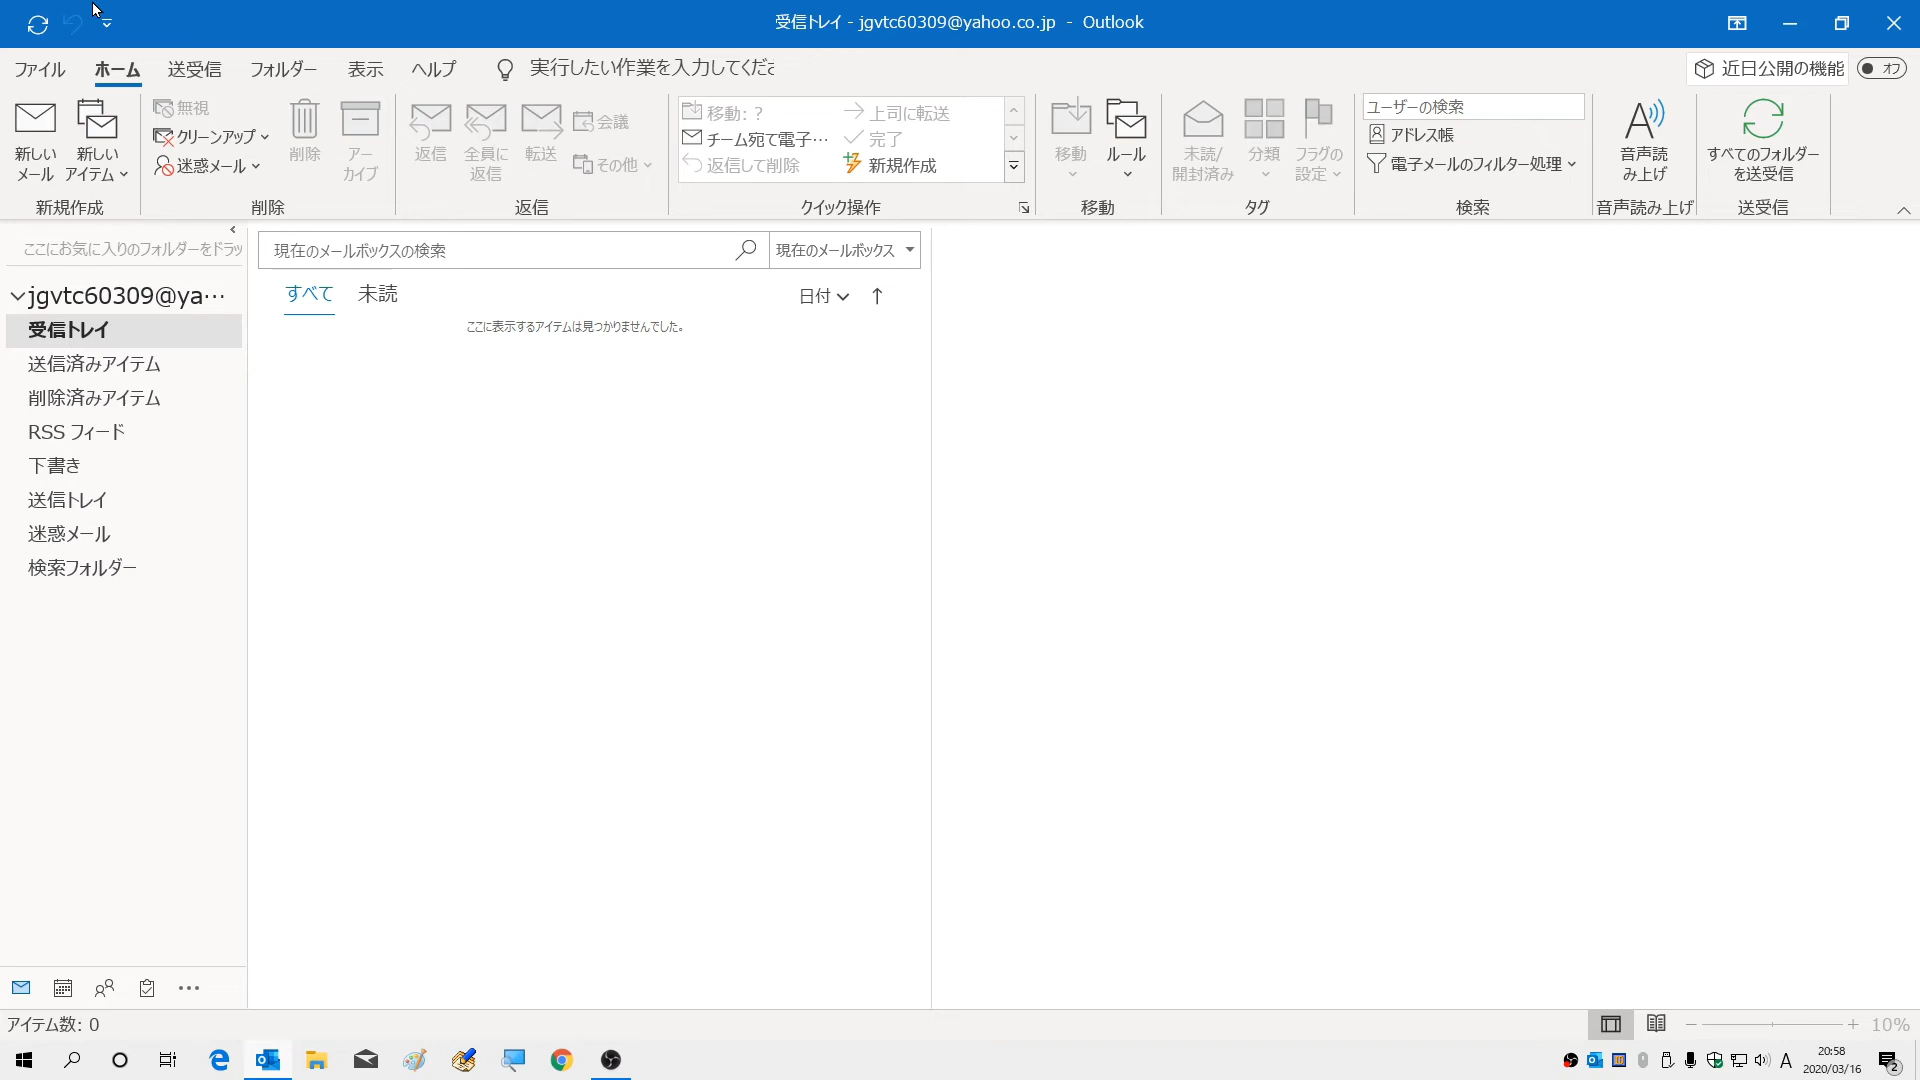 受信トレイ - jgvtc60309@yahoo.co.jp - Outlook
ファイル ホーム 送受信 フォルダー 表示 ヘルプ 実行したい作業を入力してくださ
近日公開の機能 オフ
新しい
メール
新しい
アイテム
新規作成
無視
クリーンアップ
迷惑メール
削除
アー
カイブ
削除
返信
全員に
返信
転送
会議
その他
返信
移動: ?
チーム宛て電子…
返信して削除
上司に転送
完了
新規作成
クイック操作
移動
ルール
移動
未読/
開封済み
分類
フラグの
設定
タグ
ユーザーの検索
アドレス帳
電子メールのフィルター処理
検索
音声読
み上げ
音声読み上げ
すべてのフォルダー
を送受信
送受信
ここにお気に入りのフォルダーをドラッ
jgvtc60309@ya…
受信トレイ
送信済みアイテム
削除済みアイテム
RSS フィード
下書き
送信トレイ
迷惑メール
検索フォルダー
現在のメールボックスの検索 現在のメールボックス
すべて 未読 日付
ここに表示するアイテムは見つかりませんでした。
アイテム数: 0
10%
A
20:58
2020/03/16
2